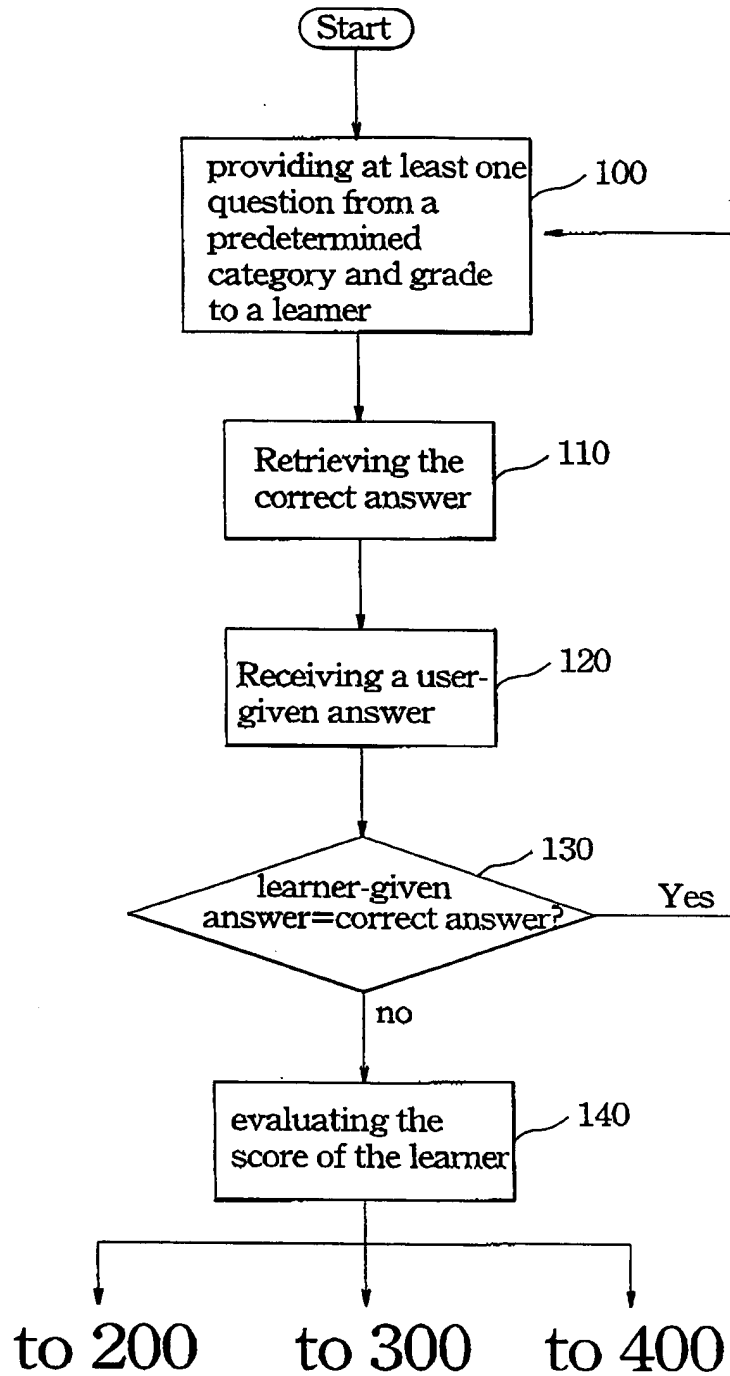 Start
providing at least one
question from a
predetermined
category and grade
to a learner
100
Retrieving the
correct answer
110
Receiving a user-
given answer
120
learner-given
answer=correct answer?
130
Yes
no
evaluating the
score of the learner
140
to 200
to 300
to 400